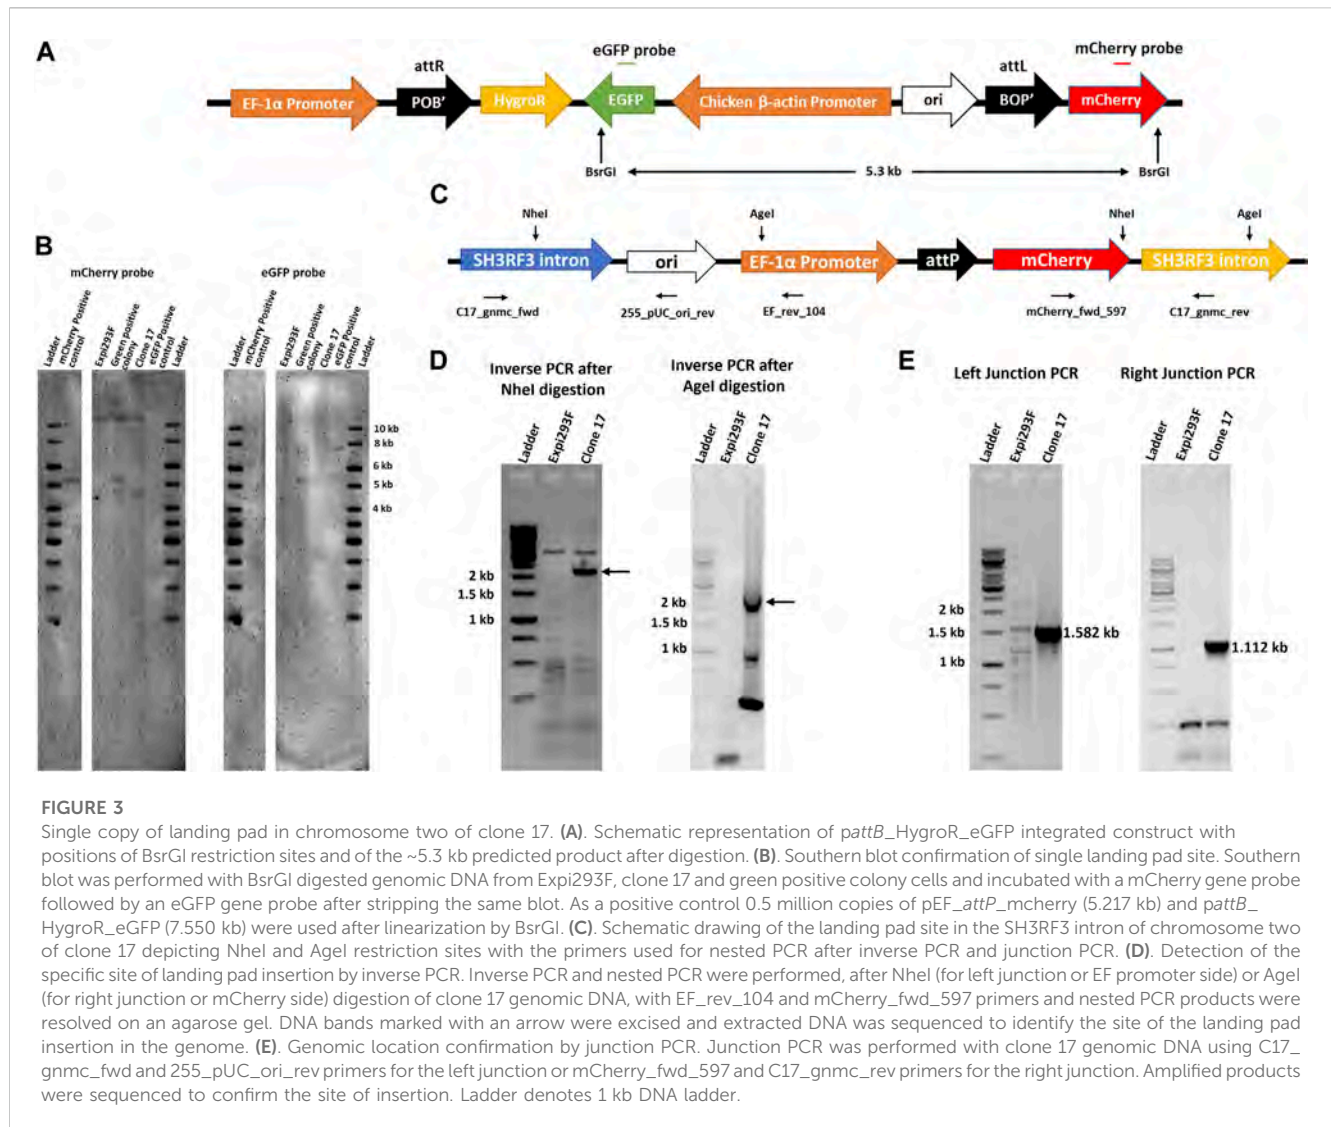 A
eGFP probe
mCherry probe
attR
attL
EF-1α Promoter
POB'
HygroR
EGFP
Chicken β-actin Promoter
ori
BOP'
mCherry
BsrGI
5.3 kb
BsrGI
C
NheI
AgeI
NheI
AgeI
SH3RF3 intron
ori
EF-1α Promoter
attP
mCherry
SH3RF3 intron
C17_gnmc_fwd
255_pUC_ori_rev
EF_rev_104
mCherry_fwd_597
C17_gnmc_rev
B
mCherry probe
eGFP probe
Ladder
mCherry Positive control
Expi293F
Green positive colony
Clone 17
eGFP Positive control
Ladder
Ladder
mCherry Positive control
Expi293F
Green positive colony
Clone 17
eGFP Positive control
Ladder
10 kb
8 kb
6 kb
5 kb
4 kb
D
Inverse PCR after
NheI digestion
Inverse PCR after
AgeI digestion
Ladder
Expi293F
Clone 17
Ladder
Expi293F
Clone 17
2 kb
1.5 kb
1 kb
2 kb
1.5 kb
1 kb
E
Left Junction PCR
Right Junction PCR
Ladder
Expi293F
Clone 17
Ladder
Expi293F
Clone 17
2 kb
1.5 kb
1 kb
1.582 kb
1.112 kb
FIGURE 3
Single copy of landing pad in chromosome two of clone 17. (A). Schematic representation of pattB_HygroR_eGFP integrated construct with
positions of BsrGI restriction sites and of the ~5.3 kb predicted product after digestion. (B). Southern blot confirmation of single landing pad site. Southern
blot was performed with BsrGI digested genomic DNA from Expi293F, clone 17 and green positive colony cells and incubated with a mCherry gene probe
followed by an eGFP gene probe after stripping the same blot. As a positive control 0.5 million copies of pEF_attP_mcherry (5.217 kb) and pattB_
HygroR_eGFP (7.550 kb) were used after linearization by BsrGI. (C). Schematic drawing of the landing pad site in the SH3RF3 intron of chromosome two
of clone 17 depicting NheI and AgeI restriction sites with the primers used for nested PCR after inverse PCR and junction PCR. (D). Detection of the
specific site of landing pad insertion by inverse PCR. Inverse PCR and nested PCR were performed, after NheI (for left junction or EF promoter side) or AgeI
(for right junction or mCherry side) digestion of clone 17 genomic DNA, with EF_rev_104 and mCherry_fwd_597 primers and nested PCR products were
resolved on an agarose gel. DNA bands marked with an arrow were excised and extracted DNA was sequenced to identify the site of the landing pad
insertion in the genome. (E). Genomic location confirmation by junction PCR. Junction PCR was performed with clone 17 genomic DNA using C17_
gnmc_fwd and 255_pUC_ori_rev primers for the left junction or mCherry_fwd_597 and C17_gnmc_rev primers for the right junction. Amplified products
were sequenced to confirm the site of insertion. Ladder denotes 1 kb DNA ladder.